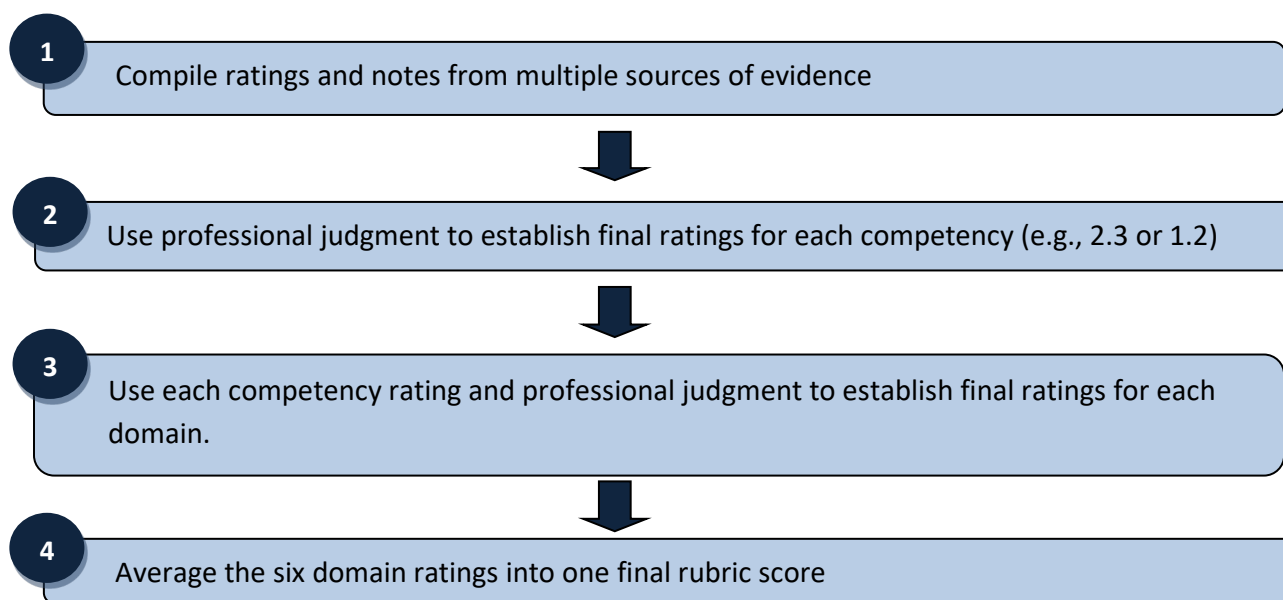 1
Compile ratings and notes from multiple sources of evidence
2
Use professional judgment to establish final ratings for each competency (e.g., 2.3 or 1.2)
3
Use each competency rating and professional judgment to establish final ratings for each
domain.
4
Average the six domain ratings into one final rubric score